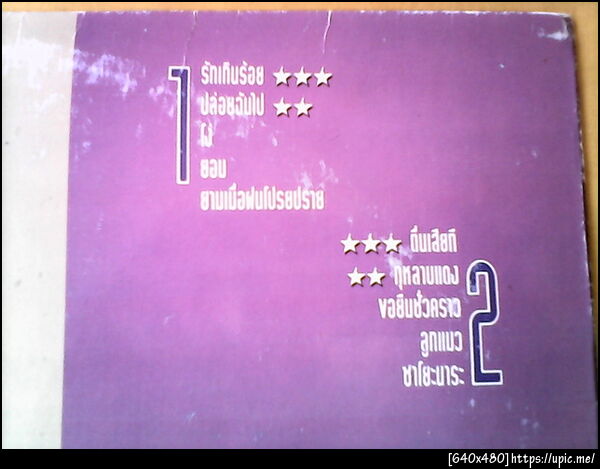 1
รักเกินร้อย ★★★
ปล่อยฉันไป ★★
โง่
ยอม
ยามเมื่อฝนโปรยปราย
★★★ ตื่นเสียที
★★ กุหลาบแดง
ขอยืมชั่วคราว
ลูกแมว
ซาโยะนาระ
2
[640x480]https://upic.me/